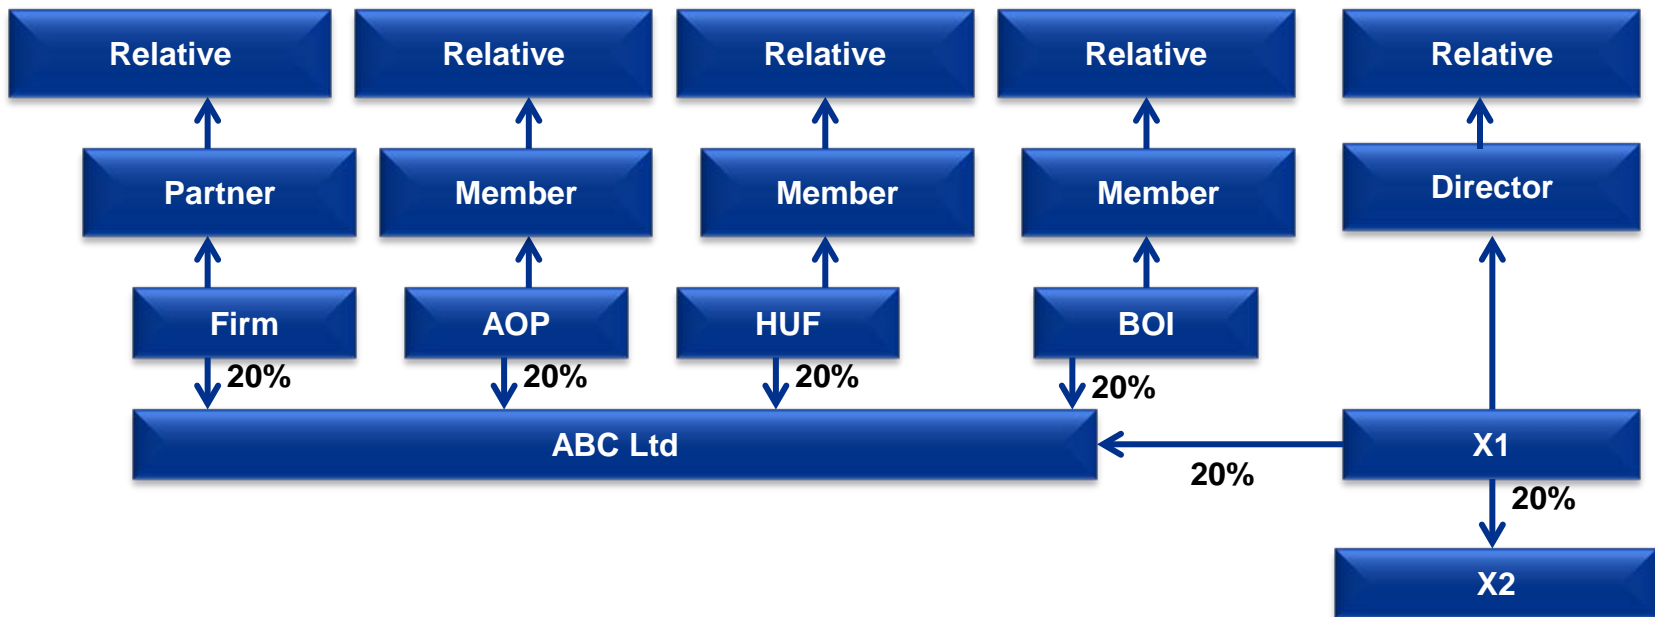 Relative
Relative
Relative
Relative
Relative
Partner
Member
Member
Member
Director
Firm
AOP
HUF
BOI
20%
20%
20%
20%
ABC Ltd
X1
20%
20%
X2